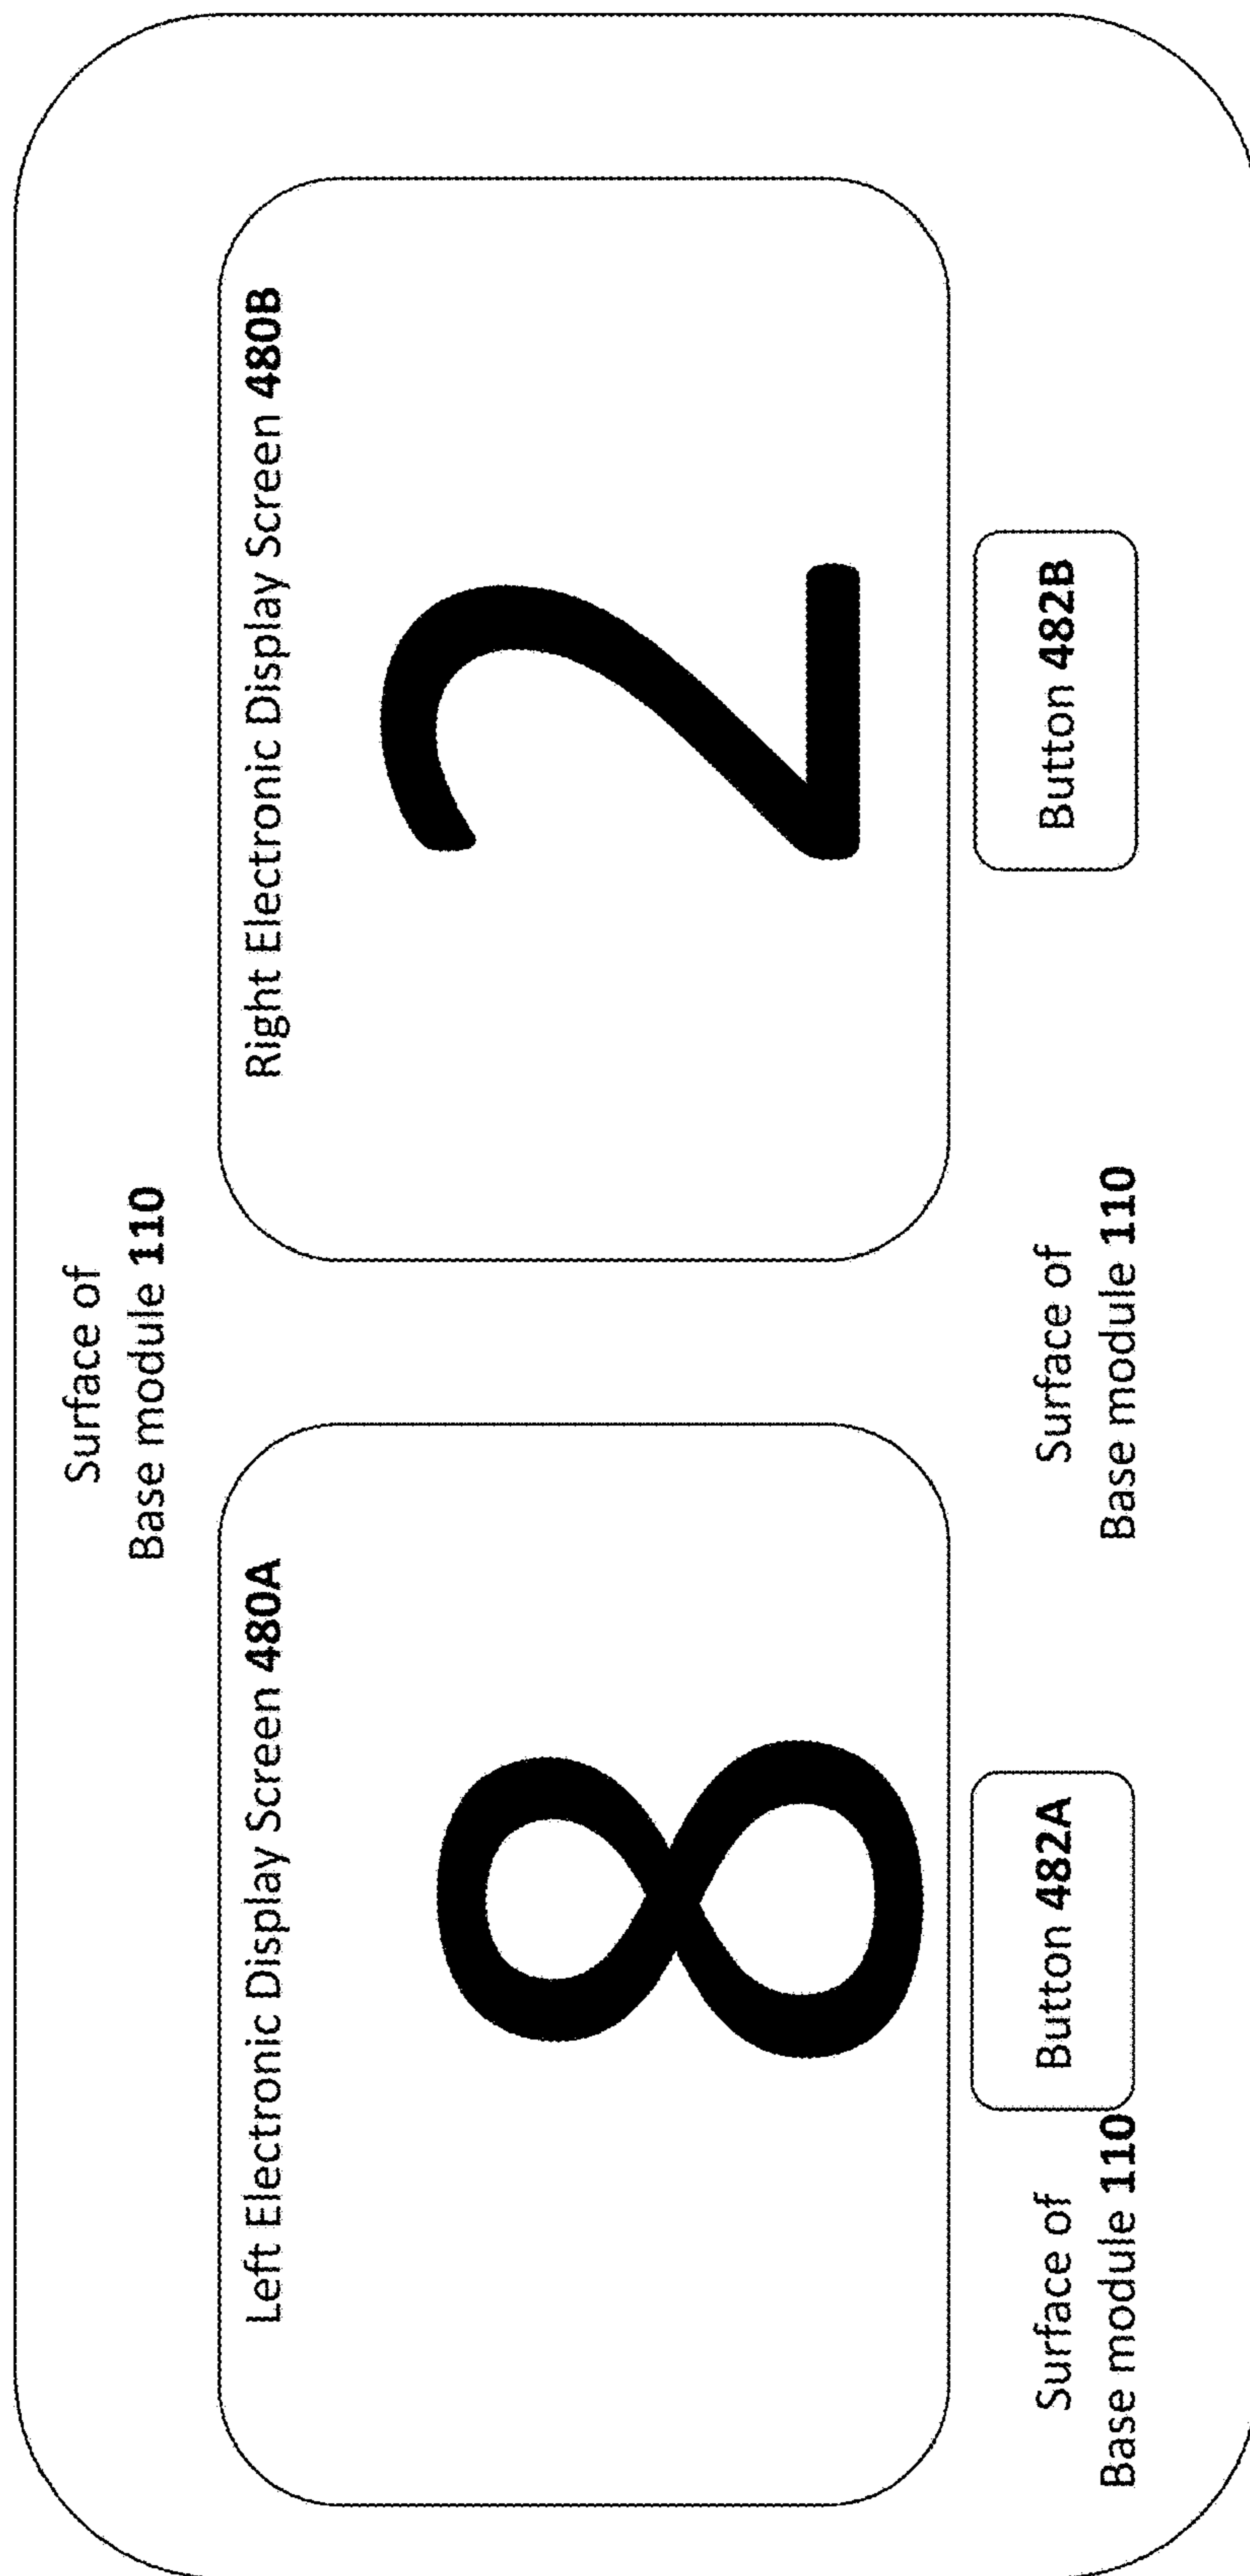 Surface of
Base module 110
Left Electronic Display Screen 480A
8
Right Electronic Display Screen 480B
2
Surface of
Base module 110
Button 482A
Surface of
Base module 110
Button 482B